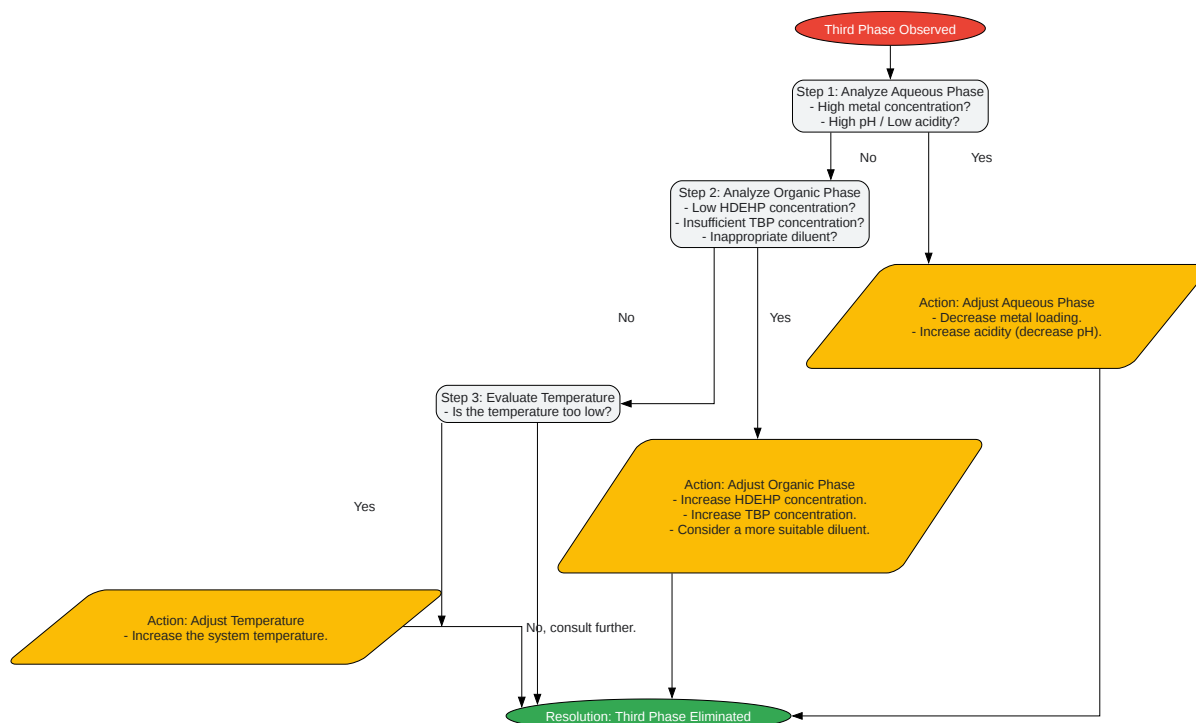 Third Phase Observed
Step 1: Analyze Aqueous Phase
- High metal concentration?
- High pH / Low acidity?
No
Yes
Step 2: Analyze Organic Phase
- Low HDEHP concentration?
- Insufficient TBP concentration?
- Inappropriate diluent?
Action: Adjust Aqueous Phase
- Decrease metal loading.
- Increase acidity (decrease pH).
No
Yes
Step 3: Evaluate Temperature
- Is the temperature too low?
Action: Adjust Organic Phase
- Increase HDEHP concentration.
- Increase TBP concentration.
- Consider a more suitable diluent.
Yes
Action: Adjust Temperature
- Increase the system temperature.
No, consult further.
Resolution: Third Phase Eliminated